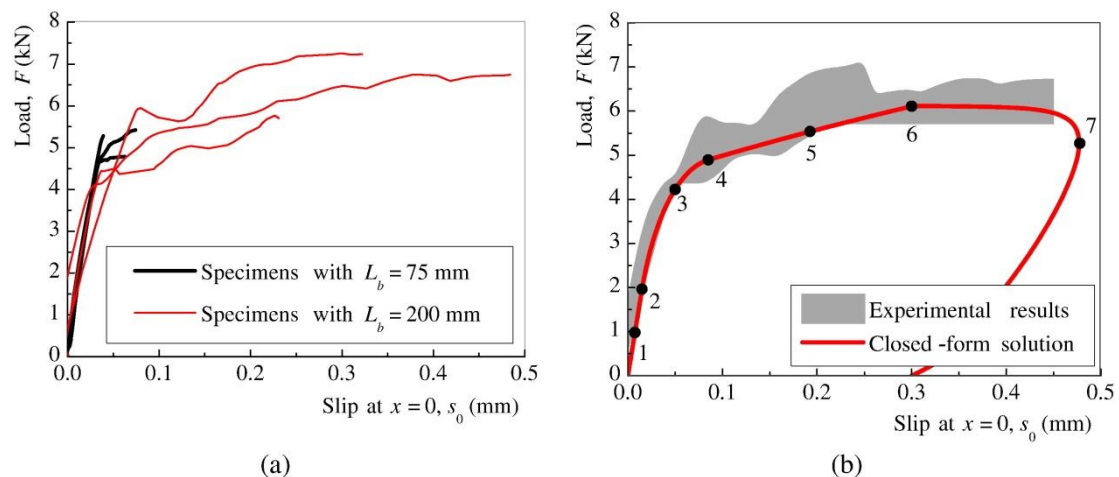 8
7
6
5
4
3
2
1
0
Load, F (kN)
Specimens with L_b = 75 mm
Specimens with L_b = 200 mm
0.0 0.1 0.2 0.3 0.4 0.5
Slip at x = 0, s_0 (mm)
(a)
8
7
6
5
4
3
2
1
0
Load, F (kN)
1
2
3
4
5
6
7
Experimental results
Closed -form solution
0.0 0.1 0.2 0.3 0.4 0.5
Slip at x = 0, s_0 (mm)
(b)